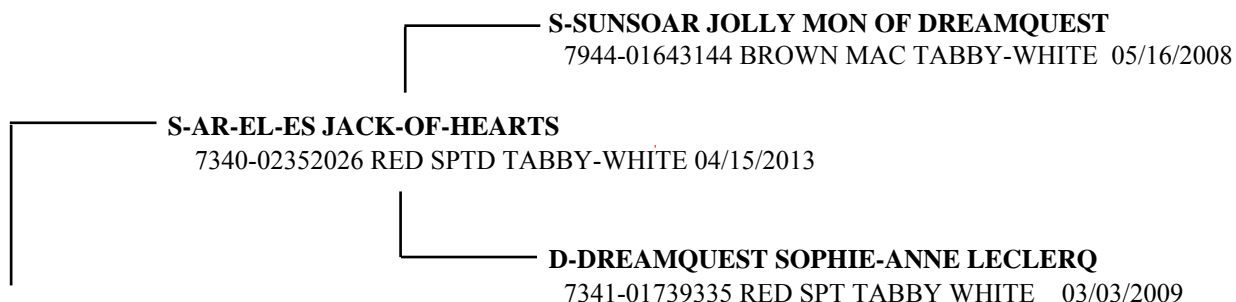 S-SUNSOAR JOLLY MON OF DREAMQUEST
7944-01643144 BROWN MAC TABBY-WHITE 05/16/2008
S-AR-EL-ES JACK-OF-HEARTS
7340-02352026 RED SPTD TABBY-WHITE 04/15/2013
D-DREAMQUEST SOPHIE-ANNE LECLERQ
7341-01739335 RED SPT TABBY WHITE 03/03/2009